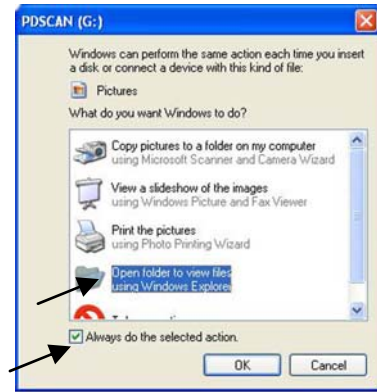 PDSCAN (G:)
Windows can perform the same action each time you insert
a disk or connect a device with this kind of file:
Pictures
What do you want Windows to do?
Copy pictures to a folder on my computer
using Microsoft Scanner and Camera Wizard
View a slideshow of the images
using Windows Picture and Fax Viewer
Print the pictures
using Photo Printing Wizard
Open folder to view files
using Windows Explorer
Always do the selected action.
OK
Cancel